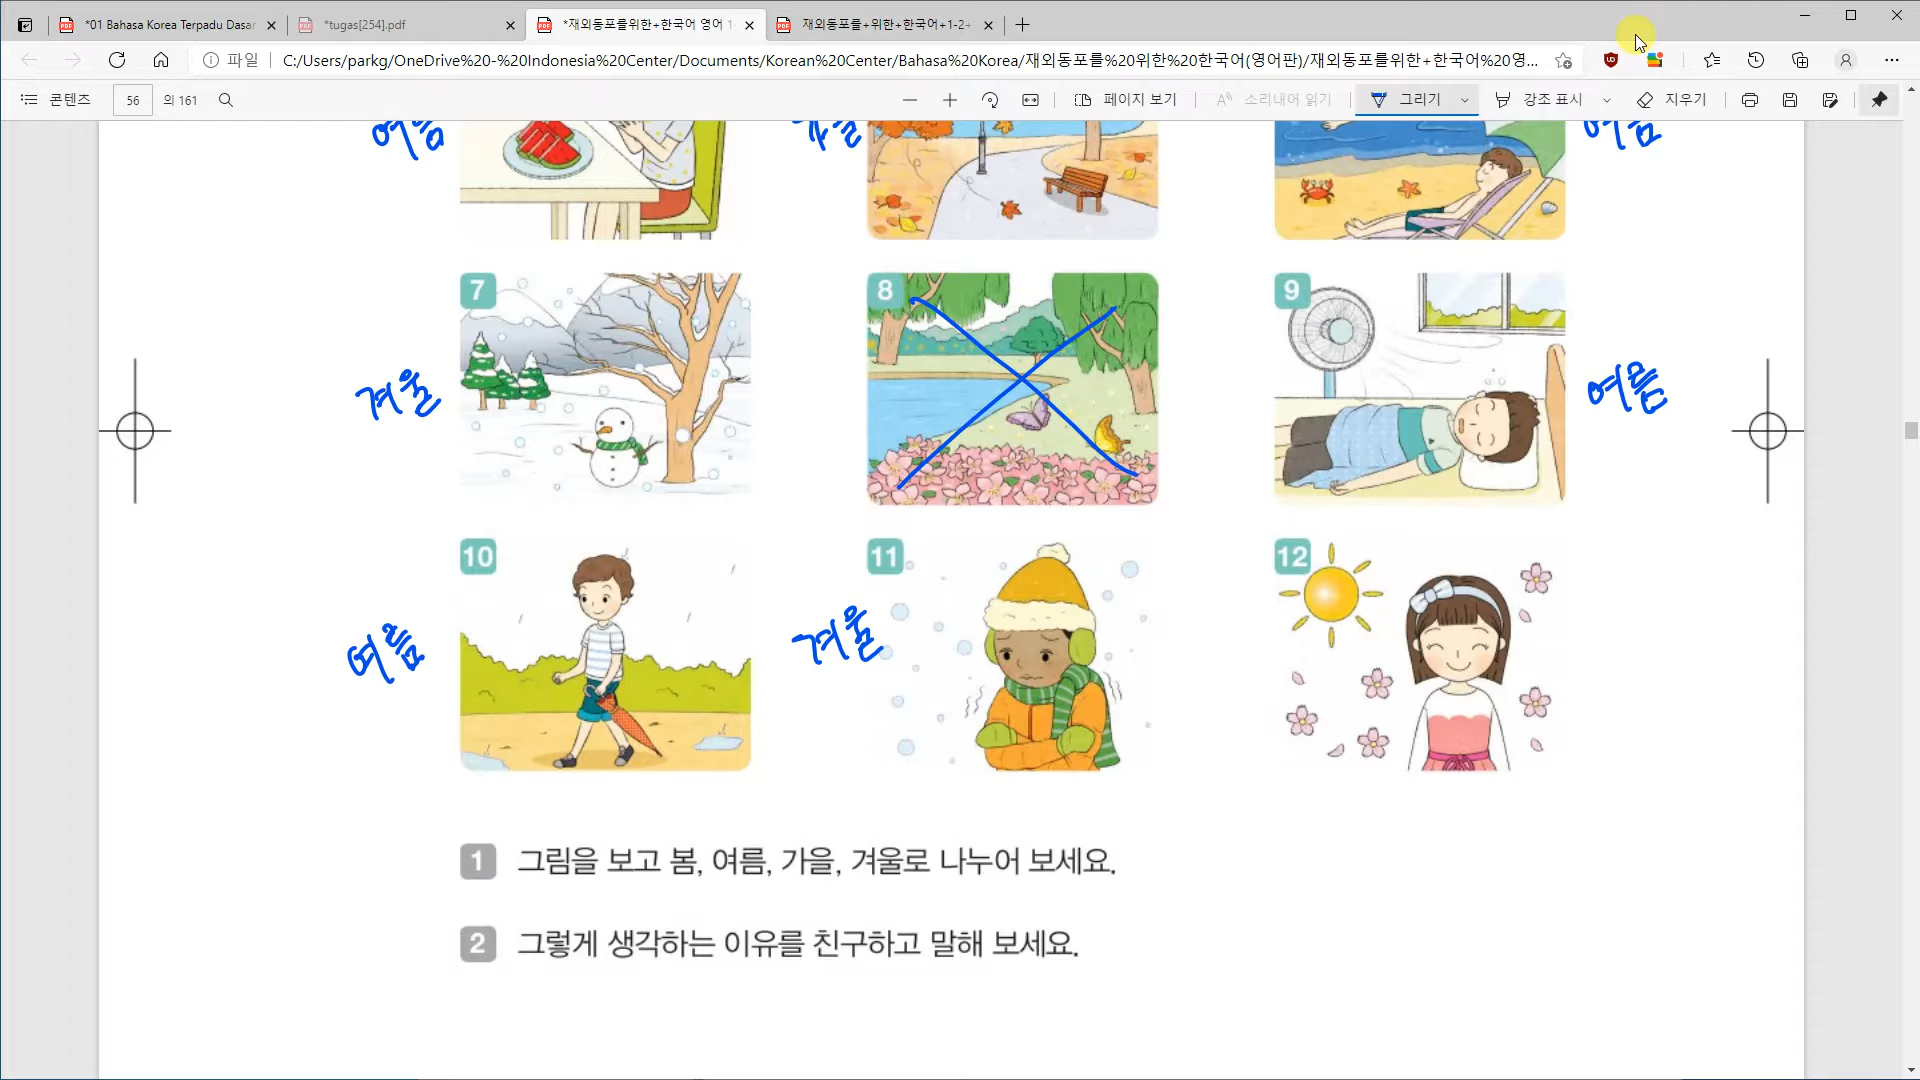 *01 Bahasa Korea Terpadu Dasar
*tugas[254].pdf
*재외동포를위한+한국어 영어 1
재외동포를+위한+한국어+1-2+
파일
C:/Users/parkg/OneDrive%20-%20Indonesia%20Center/Documents/Korean%20Center/Bahasa%20Korea/재외동포를%20위한%20한국어(영어판)/재외동포를위한+한국어%20영...
콘텐츠 56 의 161
페이지 보기 소리내어 읽기 그리기 강조 표시 지우기
여름 가을 여름
7 8 9
겨울 여름
10 11 12
여름 겨울
1 그림을 보고 봄, 여름, 가을, 겨울로 나누어 보세요.
2 그렇게 생각하는 이유를 친구하고 말해 보세요.